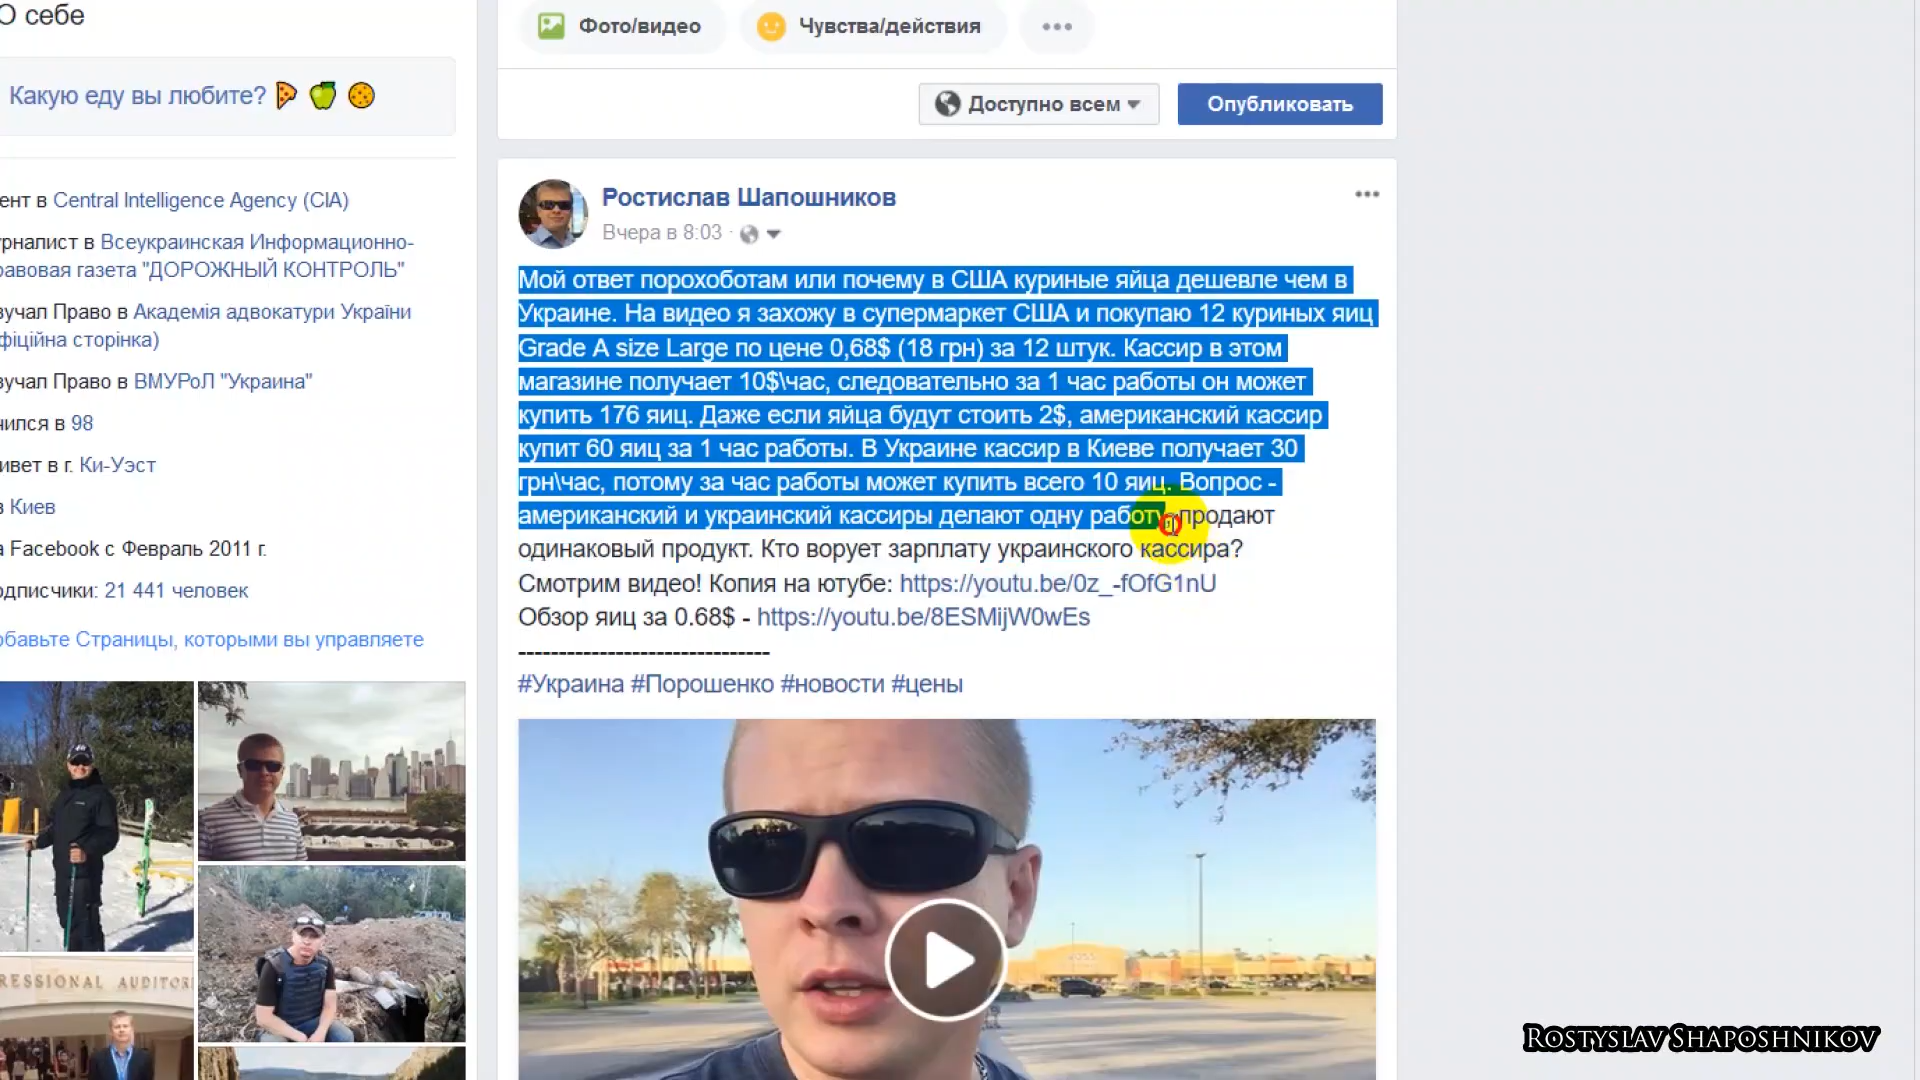 О себе
Какую еду вы любите?
ент в Central Intelligence Agency (CIA)
урналист в Всеукраинская Информационно-
равовая газета "ДОРОЖНЫЙ КОНТРОЛЬ"
зучал Право в Академія адвокатури України
фіційна сторінка)
зучал Право в ВМУРоЛ "Украина"
чился в 98
ивет в г. Ки-Уэст
в Киев
а Facebook с Февраль 2011 г.
одписчики: 21 441 человек
обавьте Страницы, которыми вы управляете
RESSIONAL AUDITOR
Фото/видео
Чувства/действия
Доступно всем
Опубликовать
Ростислав Шапошников
Вчера в 8:03 ·
Мой ответ порохоботам или почему в США куриные яйца дешевле чем в
Украине. На видео я захожу в супермаркет США и покупаю 12 куриных яиц
Grade A size Large по цене 0,68$ (18 грн) за 12 штук. Кассир в этом
магазине получает 10$\час, следовательно за 1 час работы он может
купить 176 яиц. Даже если яйца будут стоить 2$, американский кассир
купит 60 яиц за 1 час работы. В Украине кассир в Киеве получает 30
грн\час, потому за час работы может купить всего 10 яиц. Вопрос -
американский и украинский кассиры делают одну работу, продают
одинаковый продукт. Кто ворует зарплату украинского кассира?
Смотрим видео! Копия на ютубе: https://youtu.be/0z_-fOfG1nU
Обзор яиц за 0.68$ - https://youtu.be/8ESMijW0wEs
-------------------------------
#Украина #Порошенко #новости #цены
ROSTYSLAV SHAPOSHNIKOV